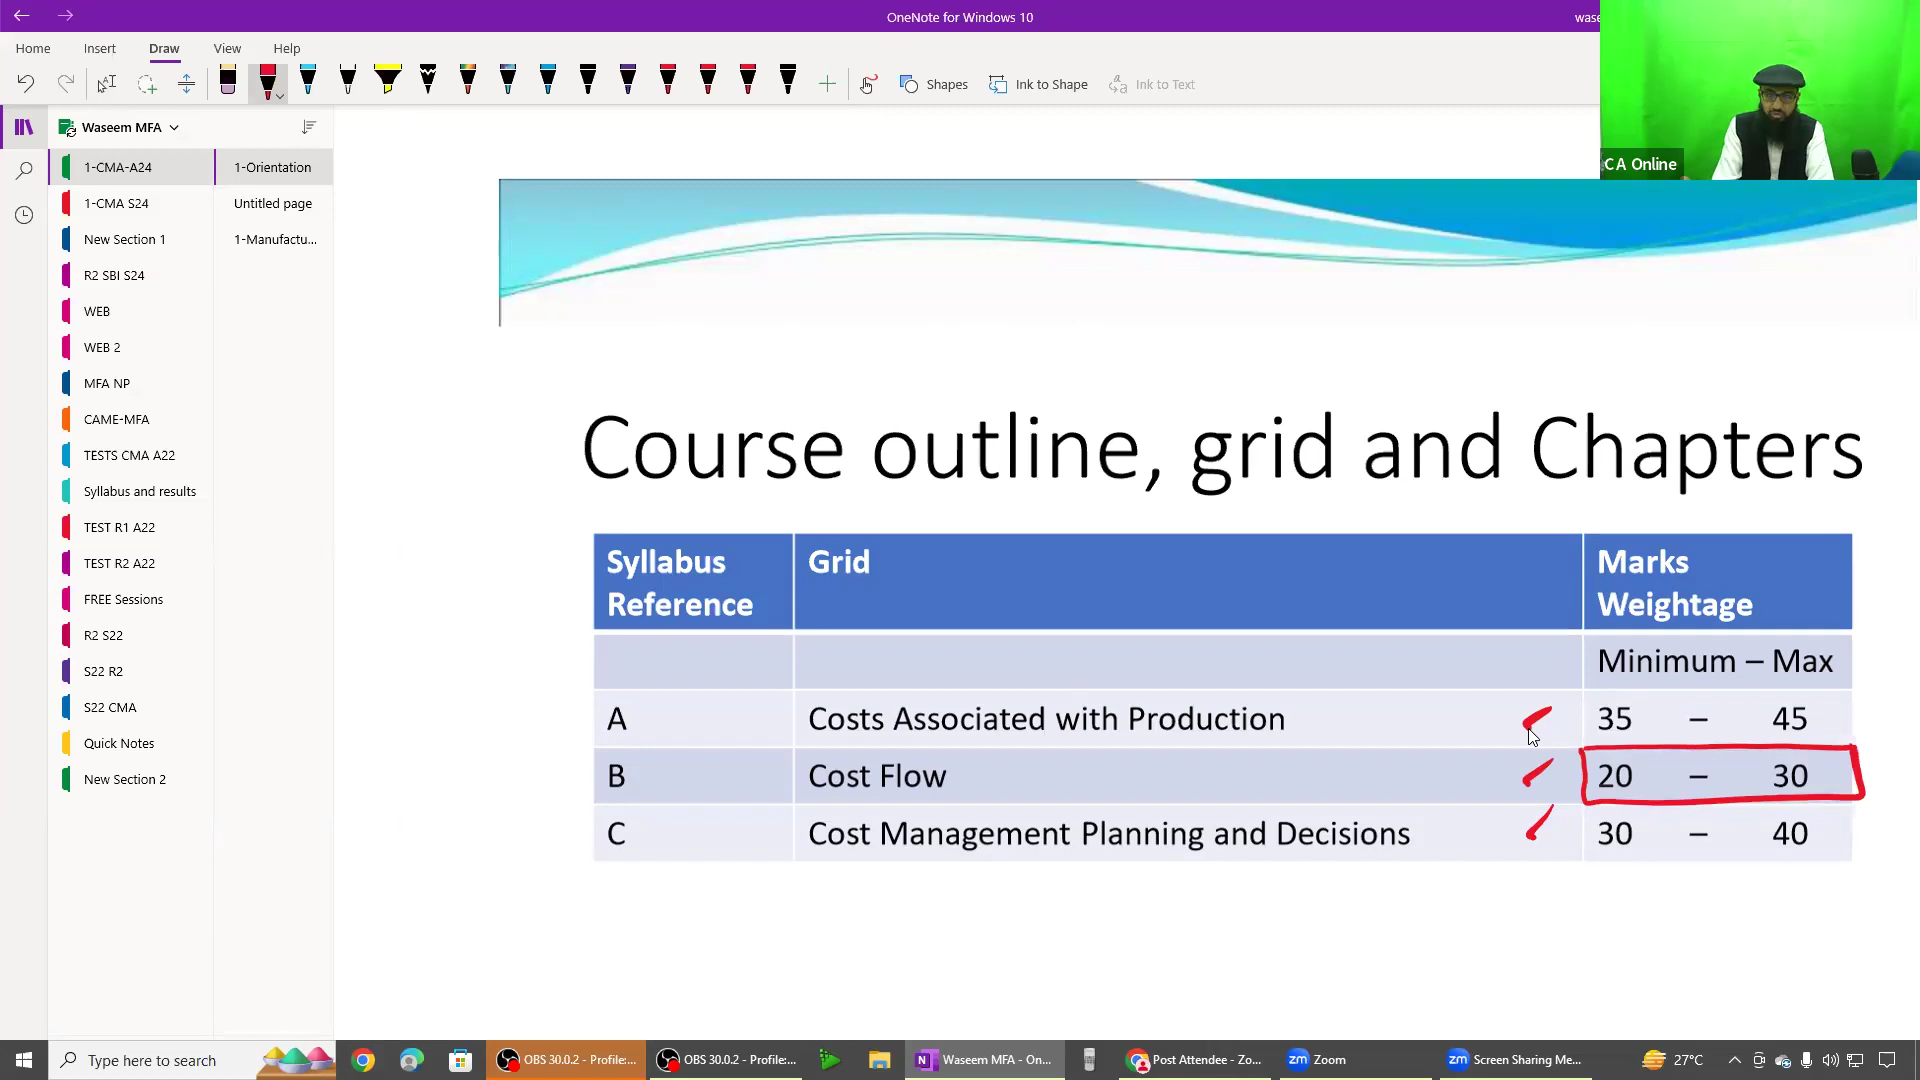 OneNote for Windows 10
wase
Home
Insert
Draw
View
Help
Shapes
Ink to Shape
Ink to Text
C A Online
Waseem MFA
1-CMA-A24
1-CMA S24
New Section 1
R2 SBI S24
WEB
WEB 2
MFA NP
CAME-MFA
TESTS CMA A22
Syllabus and results
TEST R1 A22
TEST R2 A22
FREE Sessions
R2 S22
S22 R2
S22 CMA
Quick Notes
New Section 2
1-Orientation
Untitled page
1-Manufactu...
Course outline, grid and Chapters
Syllabus Reference
Grid
Marks Weightage
Minimum – Max
A Costs Associated with Production 35 – 45
B Cost Flow 20 – 30
C Cost Management Planning and Decisions 30 – 40
Type here to search
OBS 30.0.2 - Profile:...
OBS 30.0.2 - Profile:...
Waseem MFA - On...
Post Attendee - Zo...
zm Zoom
zm Screen Sharing Me...
27°C